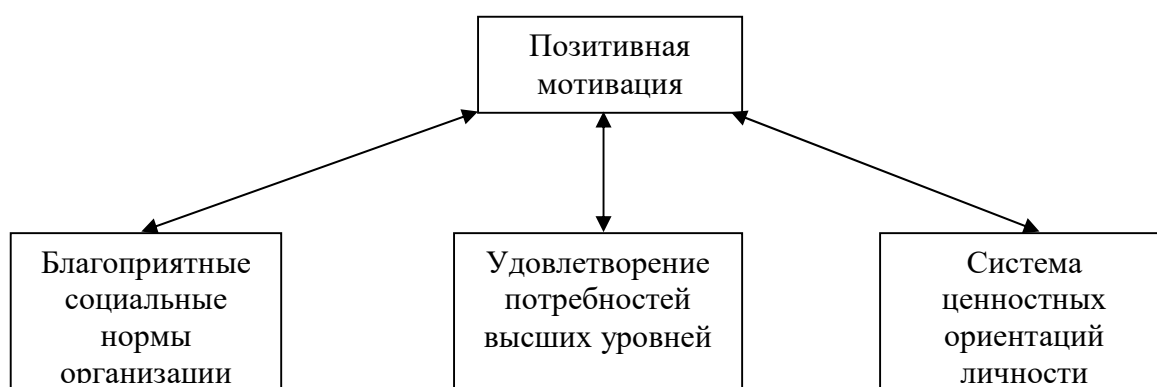 Позитивная
мотивация
Благоприятные
социальные
нормы
организации
Удовлетворение
потребностей
высших уровней
Система
ценностных
ориентаций
личности